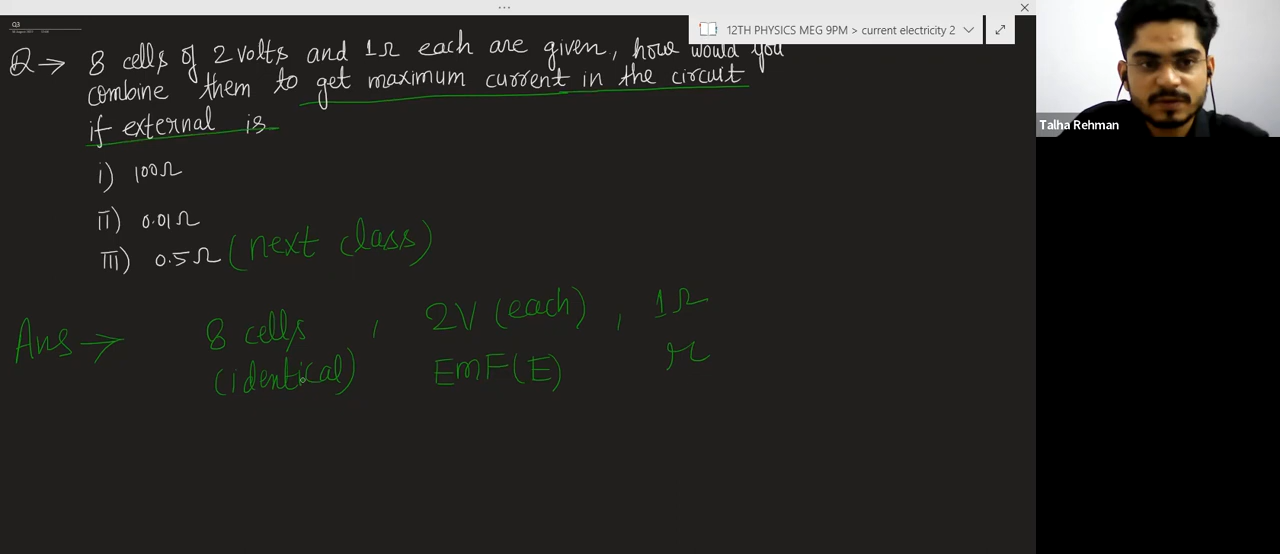 Q3
12TH PHYSICS MEG 9PM > current electricity 2
Q → 8 cells of 2 volts and 1Ω each are given, how would you
combine them to get maximum current in the circuit
if external is
i) 100Ω
II) 0.01Ω
III) 0.5Ω (next class)
Ans → 8 cells , 2V (each) , 1Ω
(identical) EmF(E) r
Talha Rehman